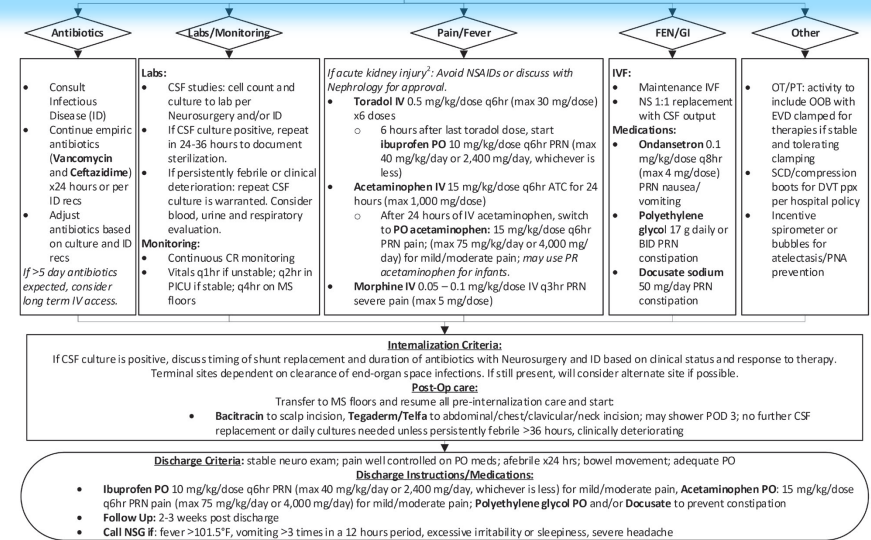 Antibiotics
Labs/Monitoring
Pain/Fever
FEN/GI
Other
• Consult
Infectious
Disease (ID)
• Continue empiric
antibiotics
(Vancomycin
and Ceftazidime)
x24 hours or per
ID recs
• Adjust
antibiotics based
on culture and ID
recs
If >5 day antibiotics
expected, consider
long term IV access.
Labs:
• CSF studies: cell count and
culture to lab per
Neurosurgery and/or ID
• If CSF culture positive, repeat
in 24-36 hours to document
sterilization.
• If persistently febrile or clinical
deterioration: repeat CSF
culture is warranted. Consider
blood, urine and respiratory
evaluation.
Monitoring:
• Continuous CR monitoring
• Vitals q1hr if unstable; q2hr in
PICU if stable; q4hr on MS
floors
If acute kidney injury2: Avoid NSAIDs or discuss with
Nephrology for approval.
• Toradol IV 0.5 mg/kg/dose q6hr (max 30 mg/dose)
x6 doses
o 6 hours after last toradol dose, start
ibuprofen PO 10 mg/kg/dose q6hr PRN (max
40 mg/kg/day or 2,400 mg/day, whichever is
less)
• Acetaminophen IV 15 mg/kg/dose q6hr ATC for 24
hours (max 1,000 mg/dose)
o After 24 hours of IV acetaminophen, switch
to PO acetaminophen: 15 mg/kg/dose q6hr
PRN pain; (max 75 mg/kg/day or 4,000 mg/
day) for mild/moderate pain; may use PR
acetaminophen for infants.
• Morphine IV 0.05 – 0.1 mg/kg/dose IV q3hr PRN
severe pain (max 5 mg/dose)
IVF:
• Maintenance IVF
• NS 1:1 replacement
with CSF output
Medications:
• Ondansetron 0.1
mg/kg/dose q8hr
(max 4 mg/dose)
PRN nausea/
vomiting
• Polyethylene
glycol 17 g daily or
BID PRN
constipation
• Docusate sodium
50 mg/day PRN
constipation
• OT/PT: activity to
include OOB with
EVD clamped for
therapies if stable
and tolerating
clamping
• SCD/compression
boots for DVT ppx
per hospital policy
• Incentive
spirometer or
bubbles for
atelectasis/PNA
prevention
Internalization Criteria:
If CSF culture is positive, discuss timing of shunt replacement and duration of antibiotics with Neurosurgery and ID based on clinical status and response to therapy.
Terminal sites dependent on clearance of end-organ space infections. If still present, will consider alternate site if possible.
Post-Op care:
Transfer to MS floors and resume all pre-internalization care and start:
• Bacitracin to scalp incision, Tegaderm/Telfa to abdominal/chest/clavicular/neck incision; may shower POD 3; no further CSF
replacement or daily cultures needed unless persistently febrile >36 hours, clinically deteriorating
Discharge Criteria: stable neuro exam; pain well controlled on PO meds; afebrile x24 hrs; bowel movement; adequate PO
Discharge Instructions/Medications:
• Ibuprofen PO 10 mg/kg/dose q6hr PRN (max 40 mg/kg/day or 2,400 mg/day, whichever is less) for mild/moderate pain, Acetaminophen PO: 15 mg/kg/dose
q6hr PRN pain (max 75 mg/kg/day or 4,000 mg/day) for mild/moderate pain; Polyethylene glycol PO and/or Docusate to prevent constipation
• Follow Up: 2-3 weeks post discharge
• Call NSG if: fever >101.5°F, vomiting >3 times in a 12 hours period, excessive irritability or sleepiness, severe headache